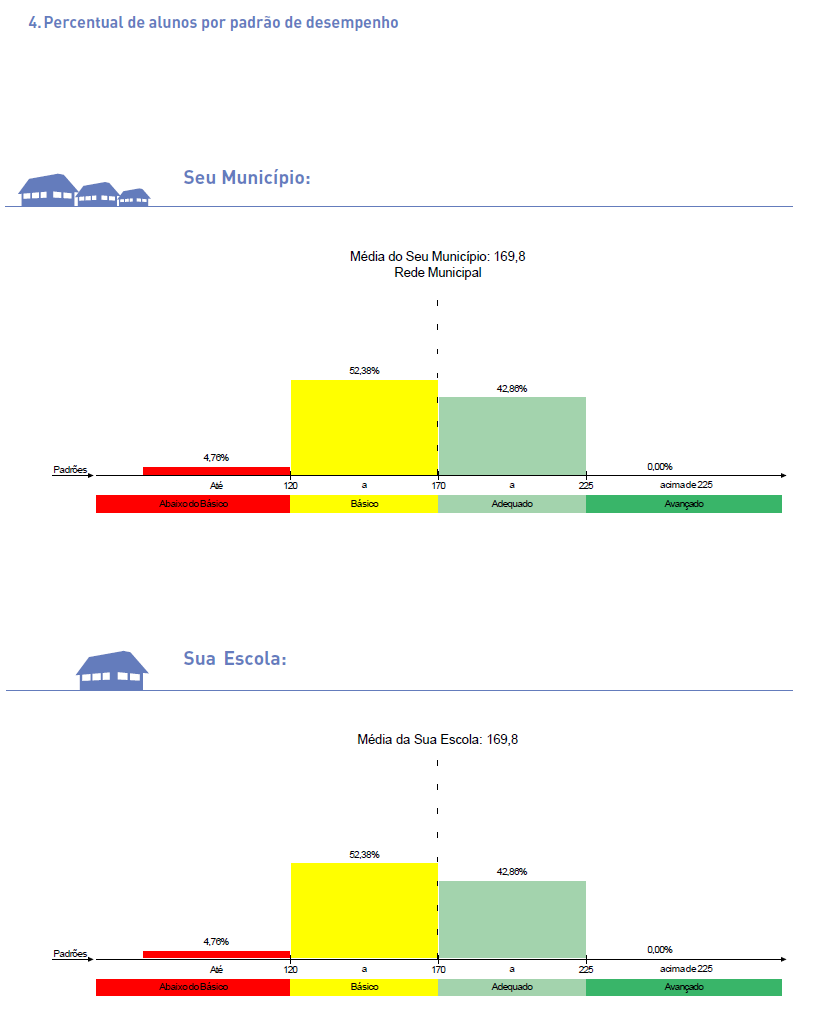 4. Percentual de alunos por padrão de desempenho
Seu Município:
Média do Seu Município: 169,8
Rede Municipal
52,38%
42,86%
4,76%
0,00%
Padrões
Até 120 a 170 a 225 acima de 225
Abaixo do Básico Básico Adequado Avançado
Sua Escola:
Média da Sua Escola: 169,8
52,38%
42,86%
4,76%
0,00%
Padrões
Até 120 a 170 a 225 acima de 225
Abaixo do Básico Básico Adequado Avançado